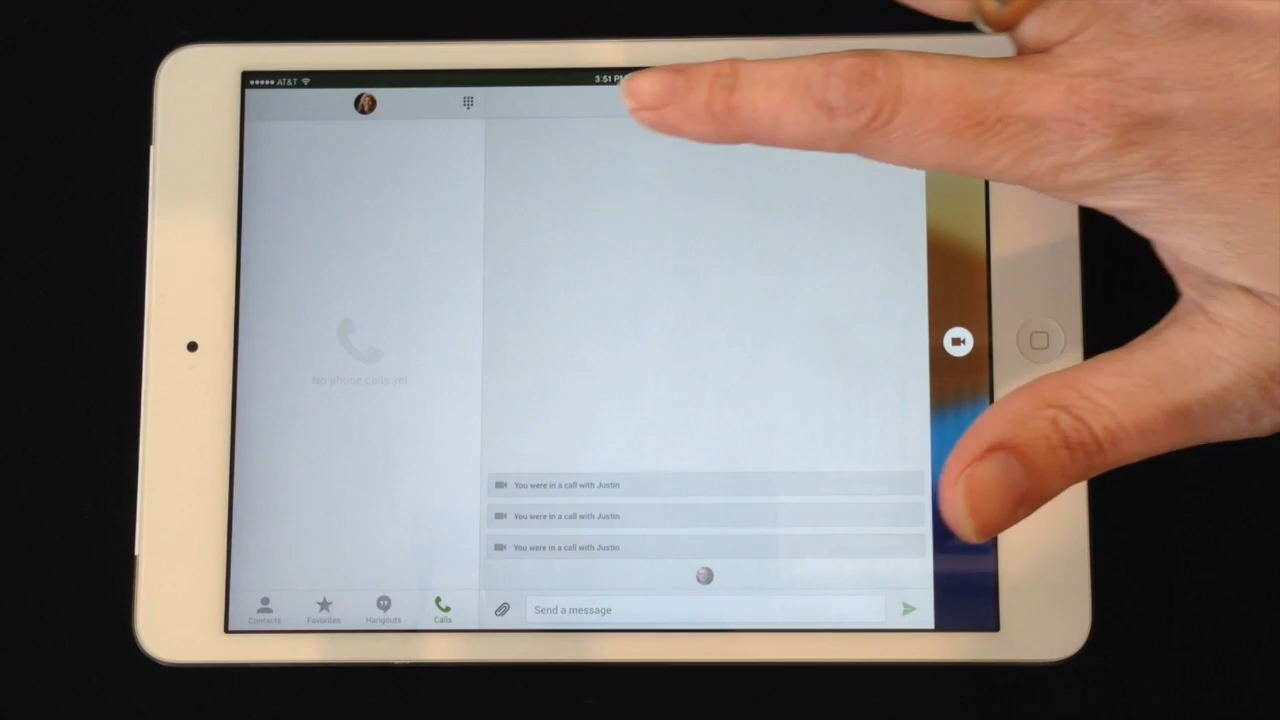 AT&T
3:51 PM
No phone calls yet
You were in a call with Justin
You were in a call with Justin
You were in a call with Justin
Send a message
Contacts
Favorites
Hangouts
Calls